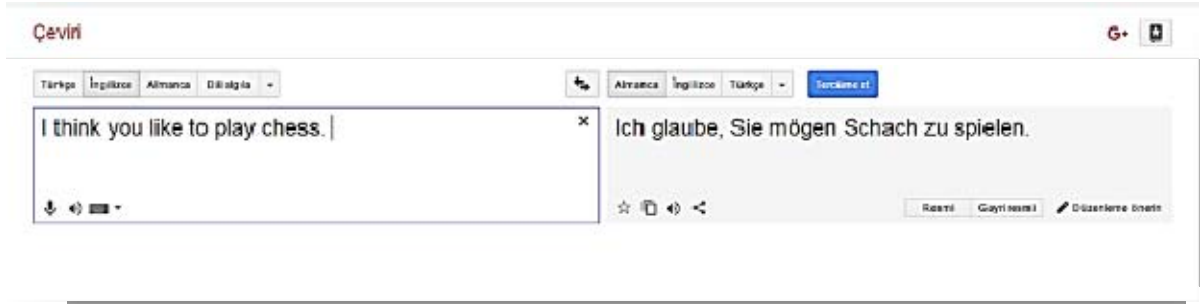 Çeviri
G+
Türkçe İngilizce Almanca Dili algıla
Almanca İngilizce Türkçe Tercüme et
I think you like to play chess.
Ich glaube, Sie mögen Schach zu spielen.
Resmi Gayri resmi Düzenleme önerin